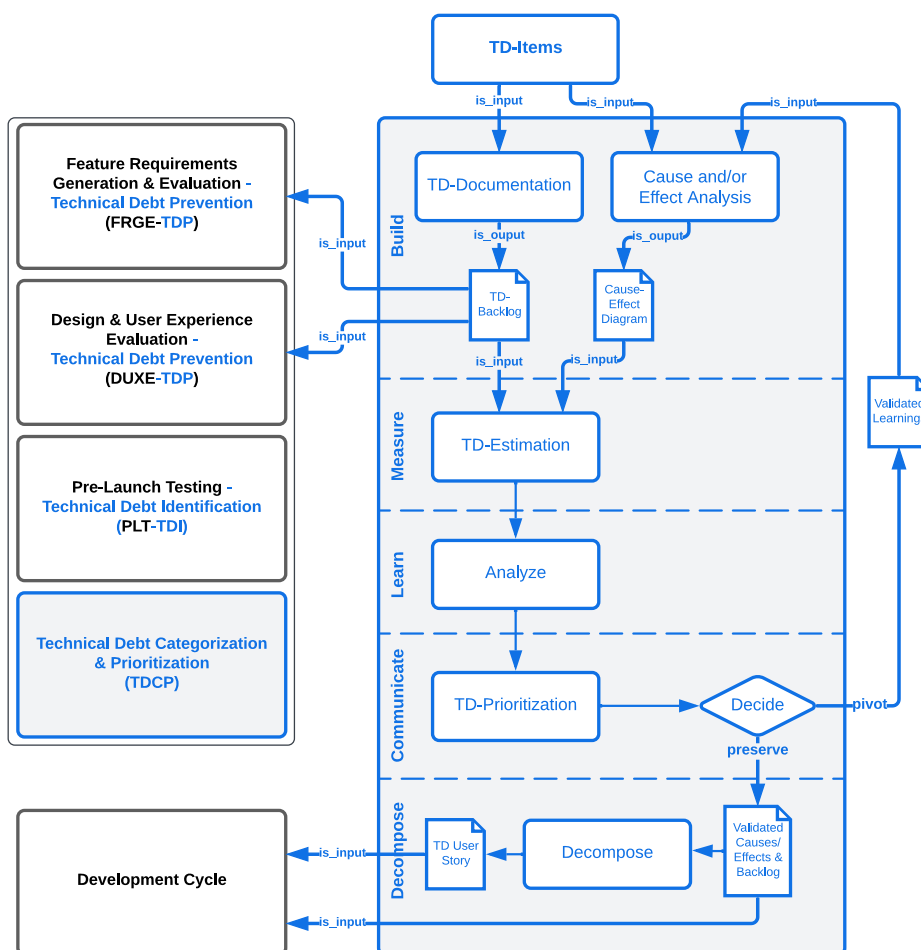 TD-Items
is_input
is_input
is_input
Feature Requirements
Generation & Evaluation -
Technical Debt Prevention
(FRGE-TDP)
is_input
Design & User Experience
Evaluation -
Technical Debt Prevention
(DUXE-TDP)
is_input
Pre-Launch Testing -
Technical Debt Identification
(PLT-TDI)
Technical Debt Categorization
& Prioritization
(TDCP)
Build
TD-Documentation
Cause and/or
Effect Analysis
is_ouput
is_ouput
TD-
Backlog
Cause-
Effect
Diagram
is_input
is_input
Measure
TD-Estimation
Validated
Learning
Learn
Analyze
Communicate
TD-Prioritization
Decide
pivot
preserve
Decompose
Validated
Causes/
Effects &
Backlog
Decompose
TD User
Story
is_input
is_input
Development Cycle